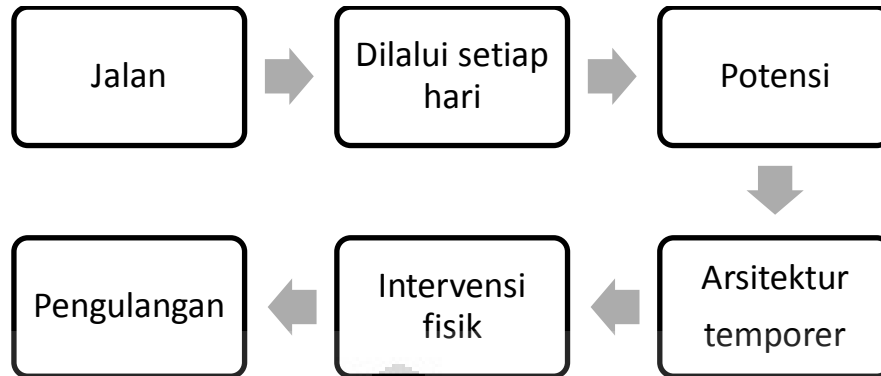 Jalan
Dilalui setiap
hari
Potensi
Arsitektur
temporer
Intervensi
fisik
Pengulangan